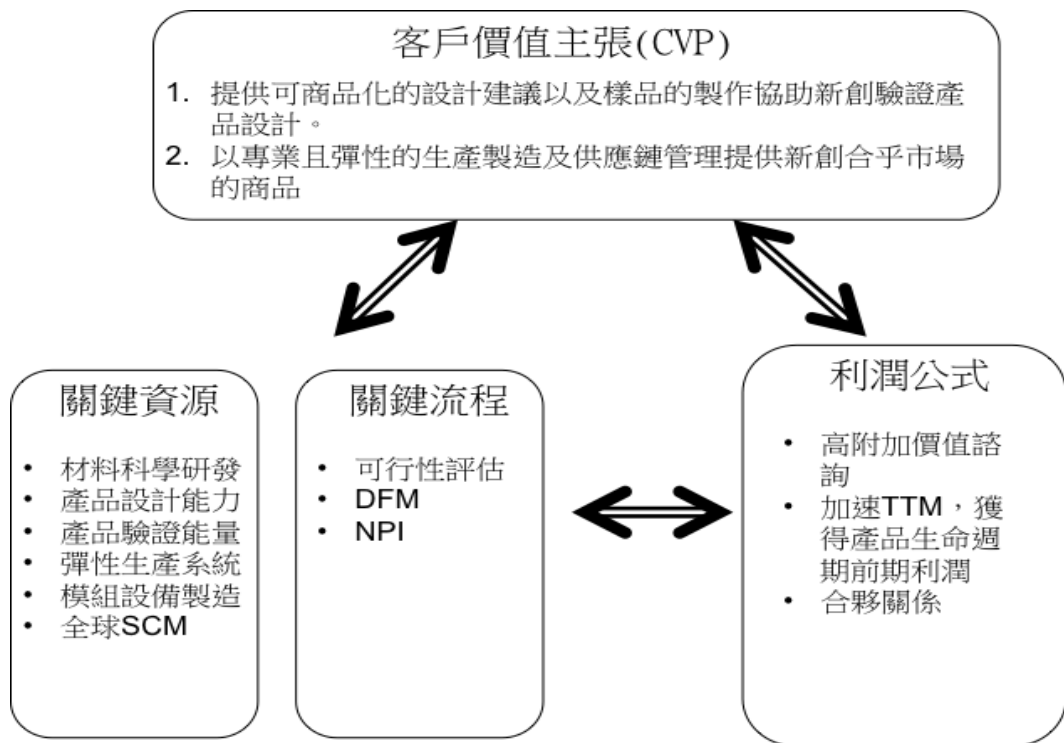 客戶價值主張(CVP)
1. 提供可商品化的設計建議以及樣品的製作協助新創驗證產
品設計。
2. 以專業且彈性的生產製造及供應鏈管理提供新創合乎市場
的商品
關鍵資源
• 材料科學研發
• 產品設計能力
• 產品驗證能量
• 彈性生產系統
• 模組設備製造
• 全球SCM
關鍵流程
• 可行性評估
• DFM
• NPI
利潤公式
• 高附加價值諮
詢
• 加速TTM，獲
得產品生命週
期前期利潤
• 合夥關係